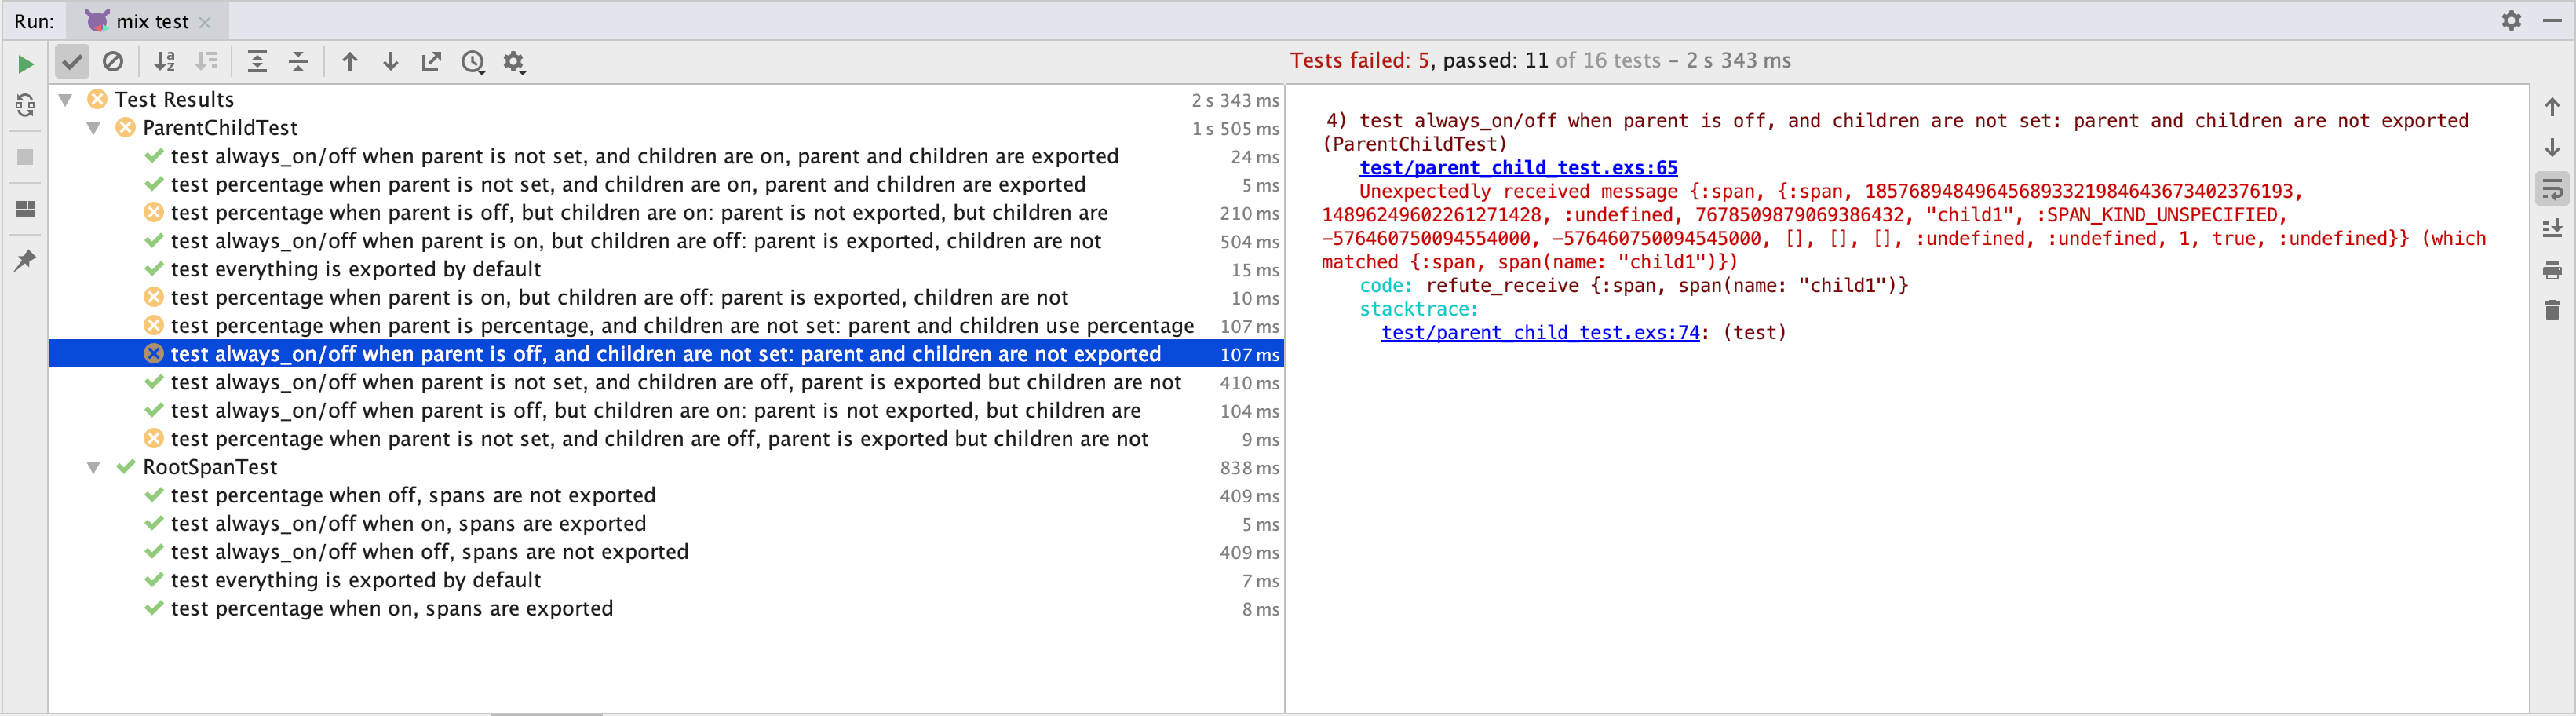 Run: mix test
Tests failed: 5, passed: 11 of 16 tests – 2 s 343 ms
Test Results 2 s 343 ms
ParentChildTest 1 s 505 ms
test always_on/off when parent is not set, and children are on, parent and children are exported 24 ms
test percentage when parent is not set, and children are on, parent and children are exported 5 ms
test percentage when parent is off, but children are on: parent is not exported, but children are 210 ms
test always_on/off when parent is on, but children are off: parent is exported, children are not 504 ms
test everything is exported by default 15 ms
test percentage when parent is on, but children are off: parent is exported, children are not 10 ms
test percentage when parent is percentage, and children are not set: parent and children use percentage 107 ms
test always_on/off when parent is off, and children are not set: parent and children are not exported 107 ms
test always_on/off when parent is not set, and children are off, parent is exported but children are not 410 ms
test always_on/off when parent is off, but children are on: parent is not exported, but children are 104 ms
test percentage when parent is not set, and children are off, parent is exported but children are not 9 ms
RootSpanTest 838 ms
test percentage when off, spans are not exported 409 ms
test always_on/off when on, spans are exported 5 ms
test always_on/off when off, spans are not exported 409 ms
test everything is exported by default 7 ms
test percentage when on, spans are exported 8 ms
4) test always_on/off when parent is off, and children are not set: parent and children are not exported
(ParentChildTest)
test/parent_child_test.exs:65
Unexpectedly received message {:span, {:span, 185768948496456893321984643673402376193,
14896249602261271428, :undefined, 7678509879069386432, "child1", :SPAN_KIND_UNSPECIFIED,
-576460750094554000, -576460750094545000, [], [], [], :undefined, :undefined, 1, true, :undefined}} (which
matched {:span, span(name: "child1")})
code: refute_receive {:span, span(name: "child1")}
stacktrace:
test/parent_child_test.exs:74: (test)